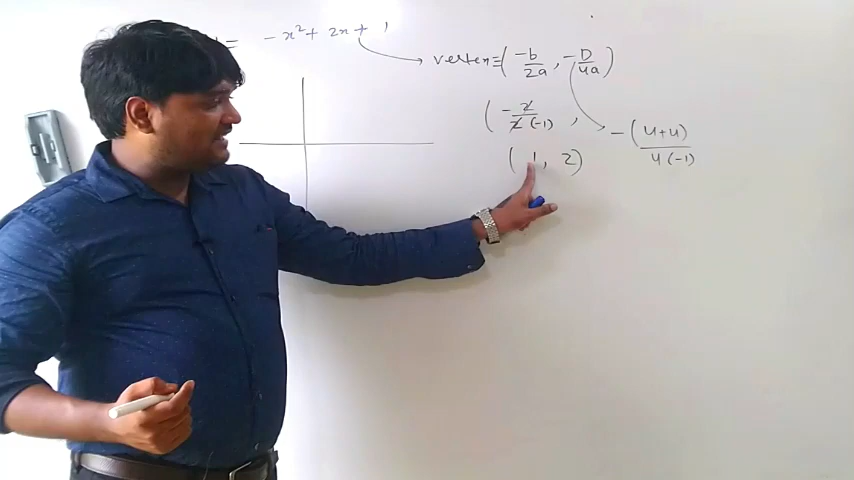 = -x² + 2x + 1
vertex = (-b/2a, -D/4a)
(-2/2(-1),
-(4+4)/4(-1)
(1, 2)